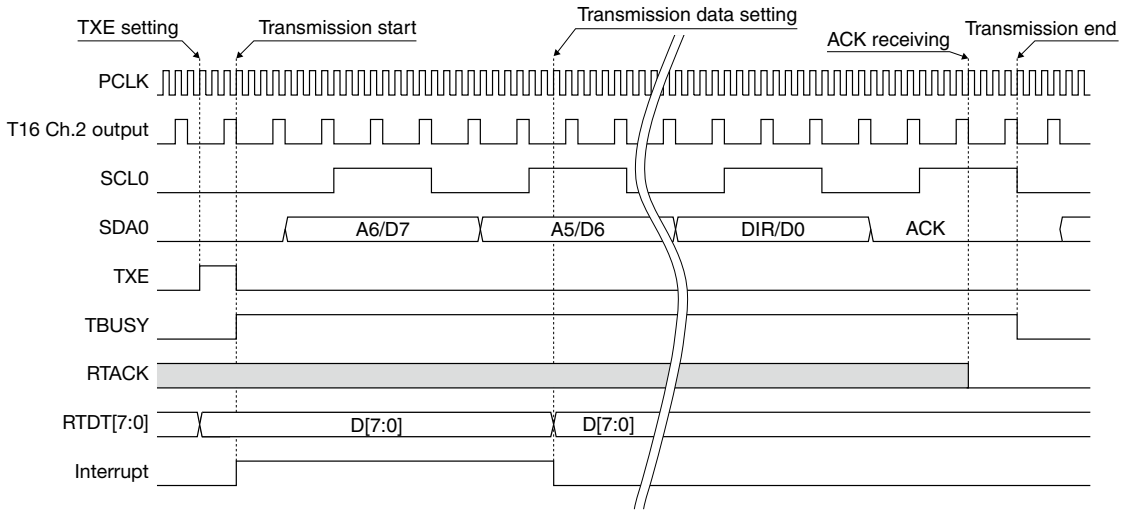 TXE setting
Transmission start
Transmission data setting
ACK receiving
Transmission end
PCLK
T16 Ch.2 output
SCL0
SDA0
A6/D7
A5/D6
DIR/D0
ACK
TXE
TBUSY
RTACK
RTDT[7:0]
D[7:0]
D[7:0]
Interrupt